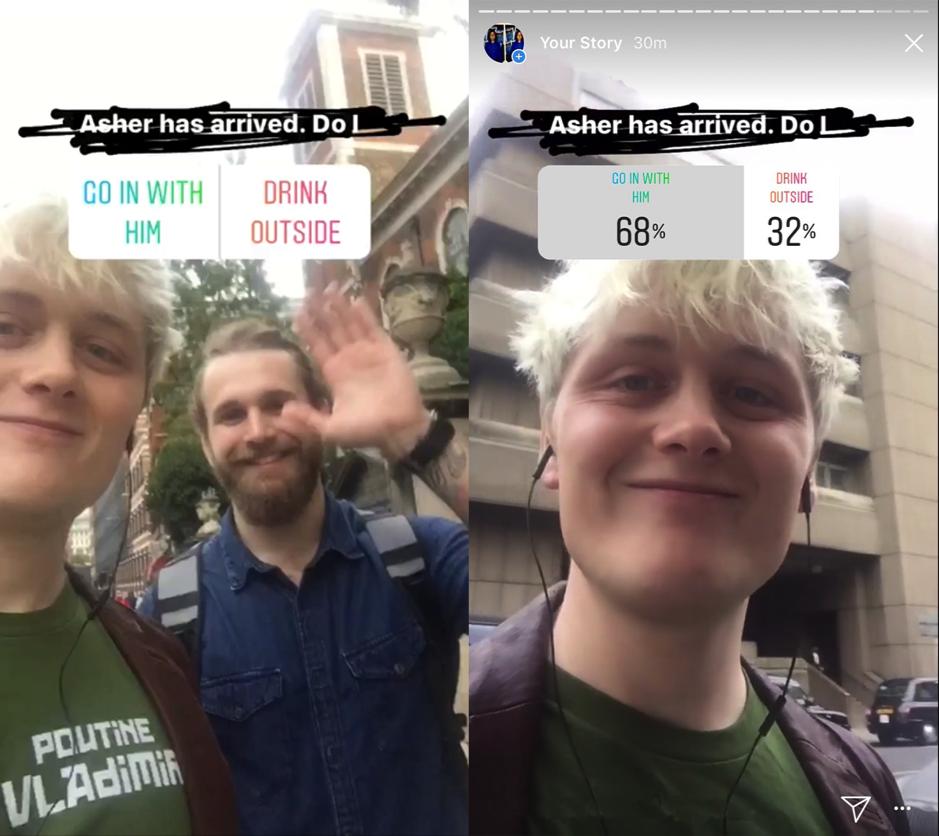 Asher has arrived. Do I
GO IN WITH
HIM
DRINK
OUTSIDE
POUTINE
VLAdimiR
Your Story 30m
Asher has arrived. Do I
GO IN WITH
HIM
68%
DRINK
OUTSIDE
32%